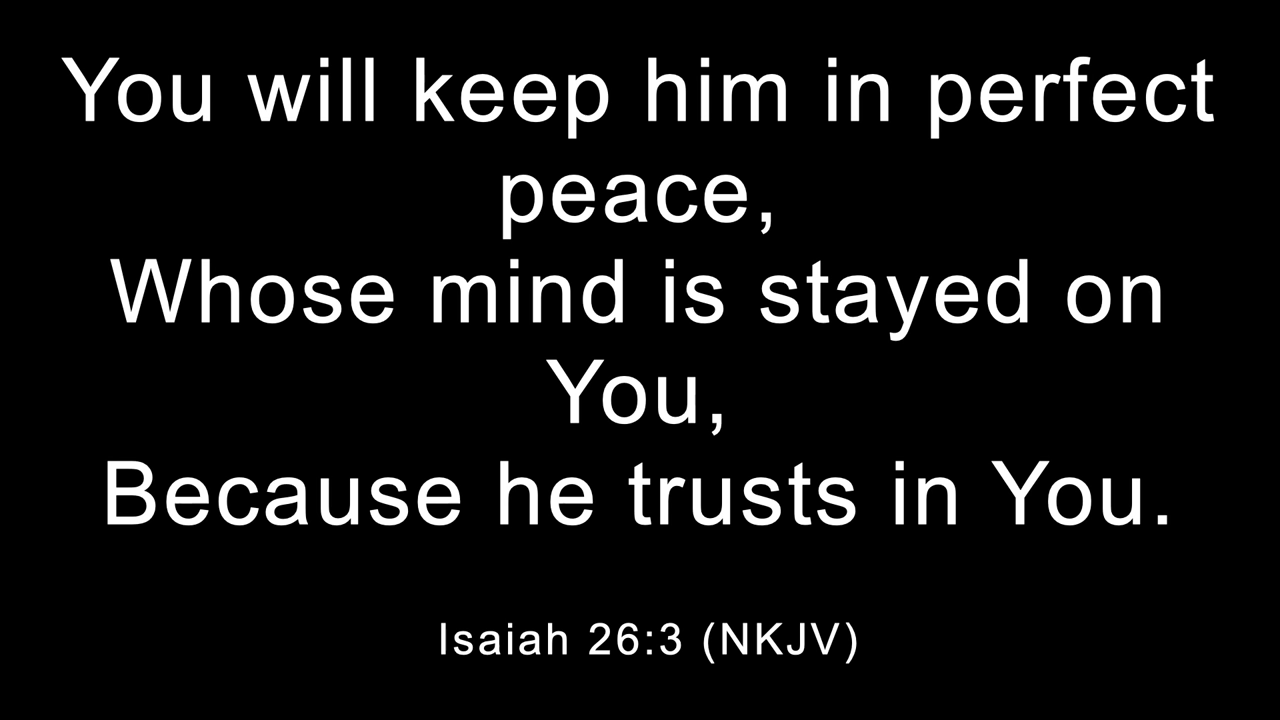 You will keep him in perfect
peace,
Whose mind is stayed on
You,
Because he trusts in You.
Isaiah 26:3 (NKJV)